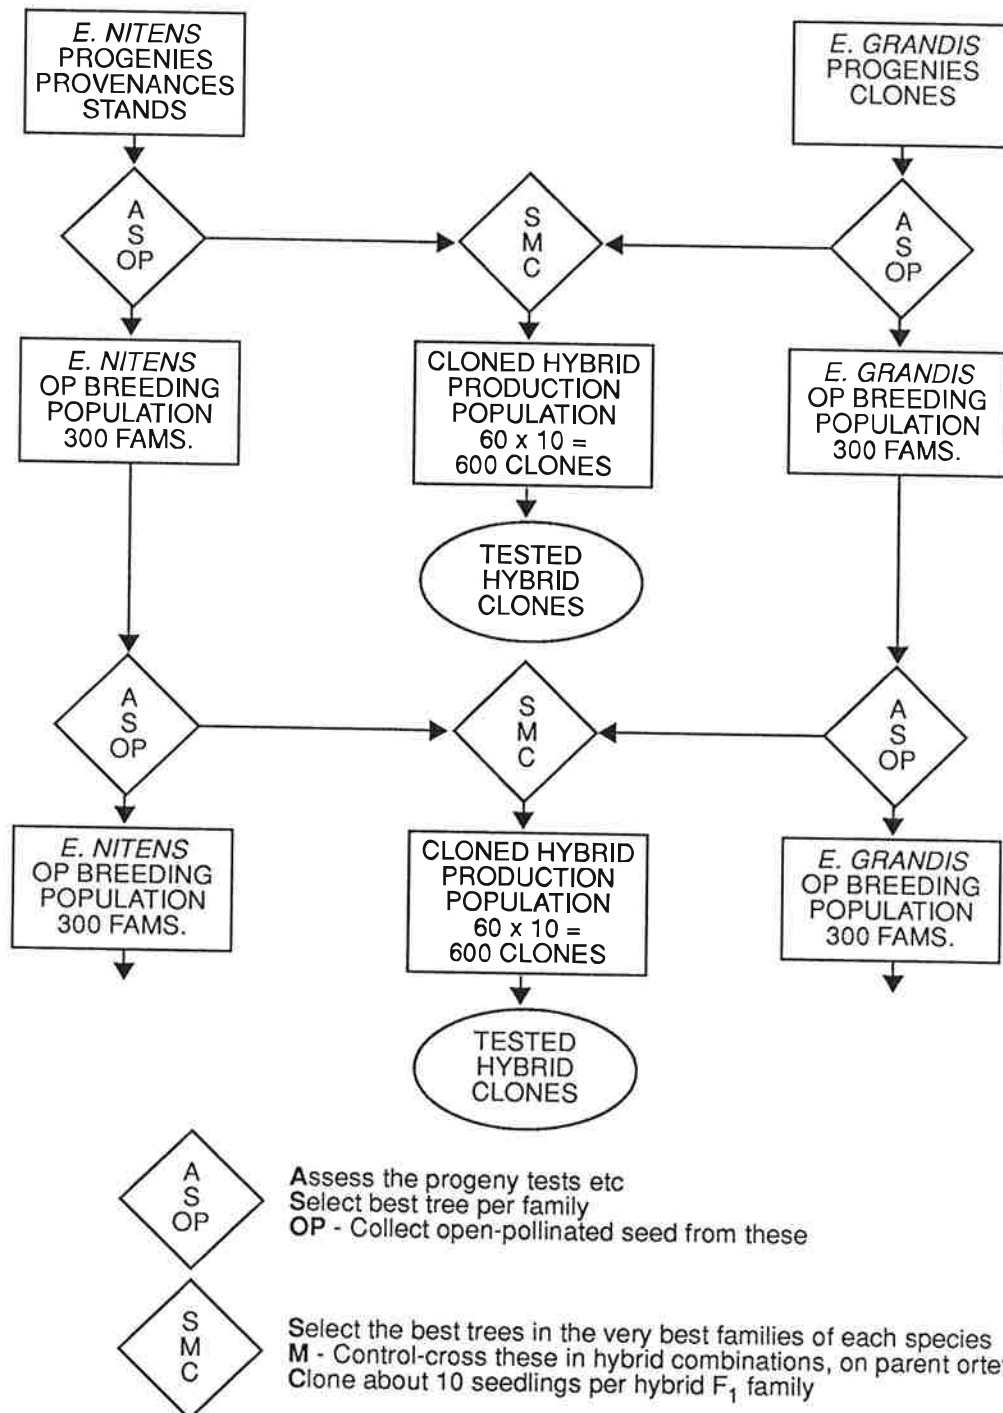 E. NITENS
PROGENIES
PROVENANCES
STANDS
E. GRANDIS
PROGENIES
CLONES
A
S
OP
S
M
C
A
S
OP
E. NITENS
OP BREEDING
POPULATION
300 FAMS.
CLONED HYBRID
PRODUCTION
POPULATION
60 x 10 =
600 CLONES
E. GRANDIS
OP BREEDING
POPULATION
300 FAMS.
TESTED
HYBRID
CLONES
A
S
OP
S
M
C
A
S
OP
E. NITENS
OP BREEDING
POPULATION
300 FAMS.
CLONED HYBRID
PRODUCTION
POPULATION
60 x 10 =
600 CLONES
E. GRANDIS
OP BREEDING
POPULATION
300 FAMS.
TESTED
HYBRID
CLONES
A
S
OP
Assess the progeny tests etc
Select best tree per family
OP - Collect open-pollinated seed from these
S
M
C
Select the best trees in the very best families of each species
M - Control-cross these in hybrid combinations, on parent
Clone about 10 seedlings per hybrid F₁ family